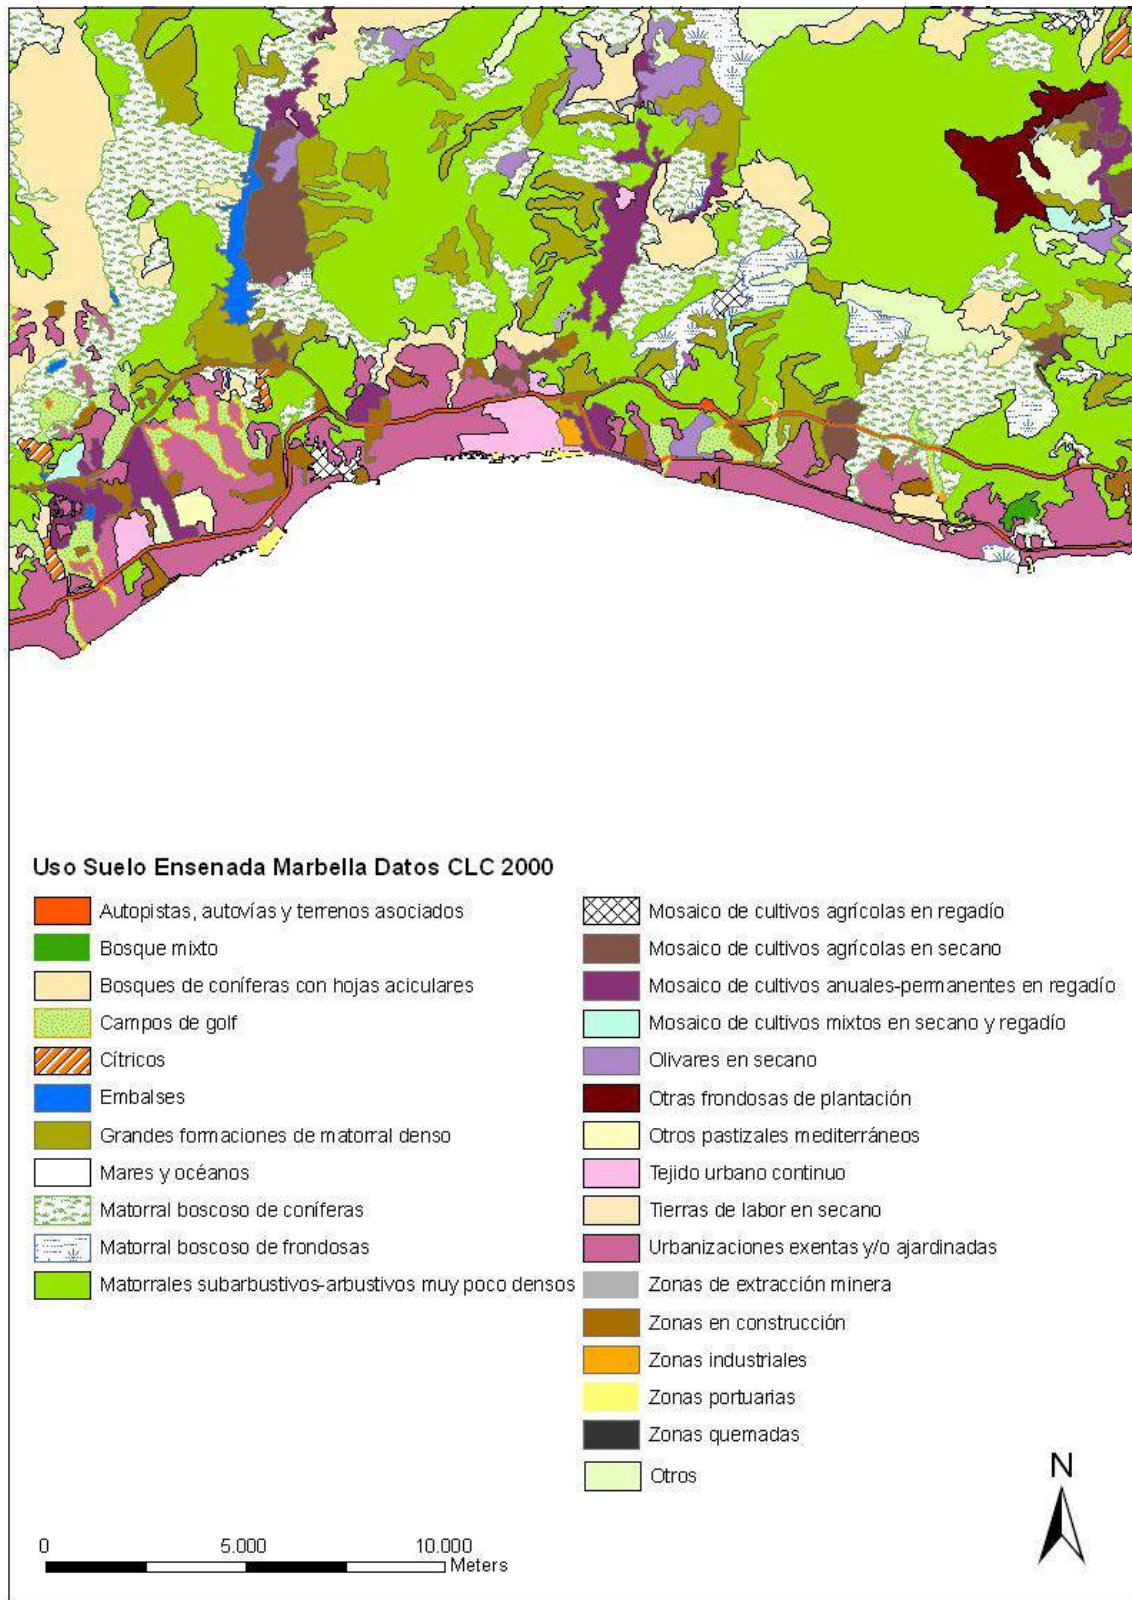 Uso Suelo Ensenada Marbella Datos CLC 2000
Autopistas, autovías y terrenos asociados
Bosque mixto
Bosques de coníferas con hojas aciculares
Campos de golf
Cítricos
Embalses
Grandes formaciones de matorral denso
Mares y océanos
Matorral boscoso de coníferas
Matorral boscoso de frondosas
Matorrales subarbustivos-arbustivos muy poco densos
Mosaico de cultivos agrícolas en regadío
Mosaico de cultivos agrícolas en secano
Mosaico de cultivos anuales-permanentes en regadío
Mosaico de cultivos mixtos en secano y regadío
Olivares en secano
Otras frondosas de plantación
Otros pastizales mediterráneos
Tejido urbano continuo
Tierras de labor en secano
Urbanizaciones exentas y/o ajardinadas
Zonas de extracción minera
Zonas en construcción
Zonas industriales
Zonas portuarias
Zonas quemadas
Otros
N
0 5.000 10.000
Meters